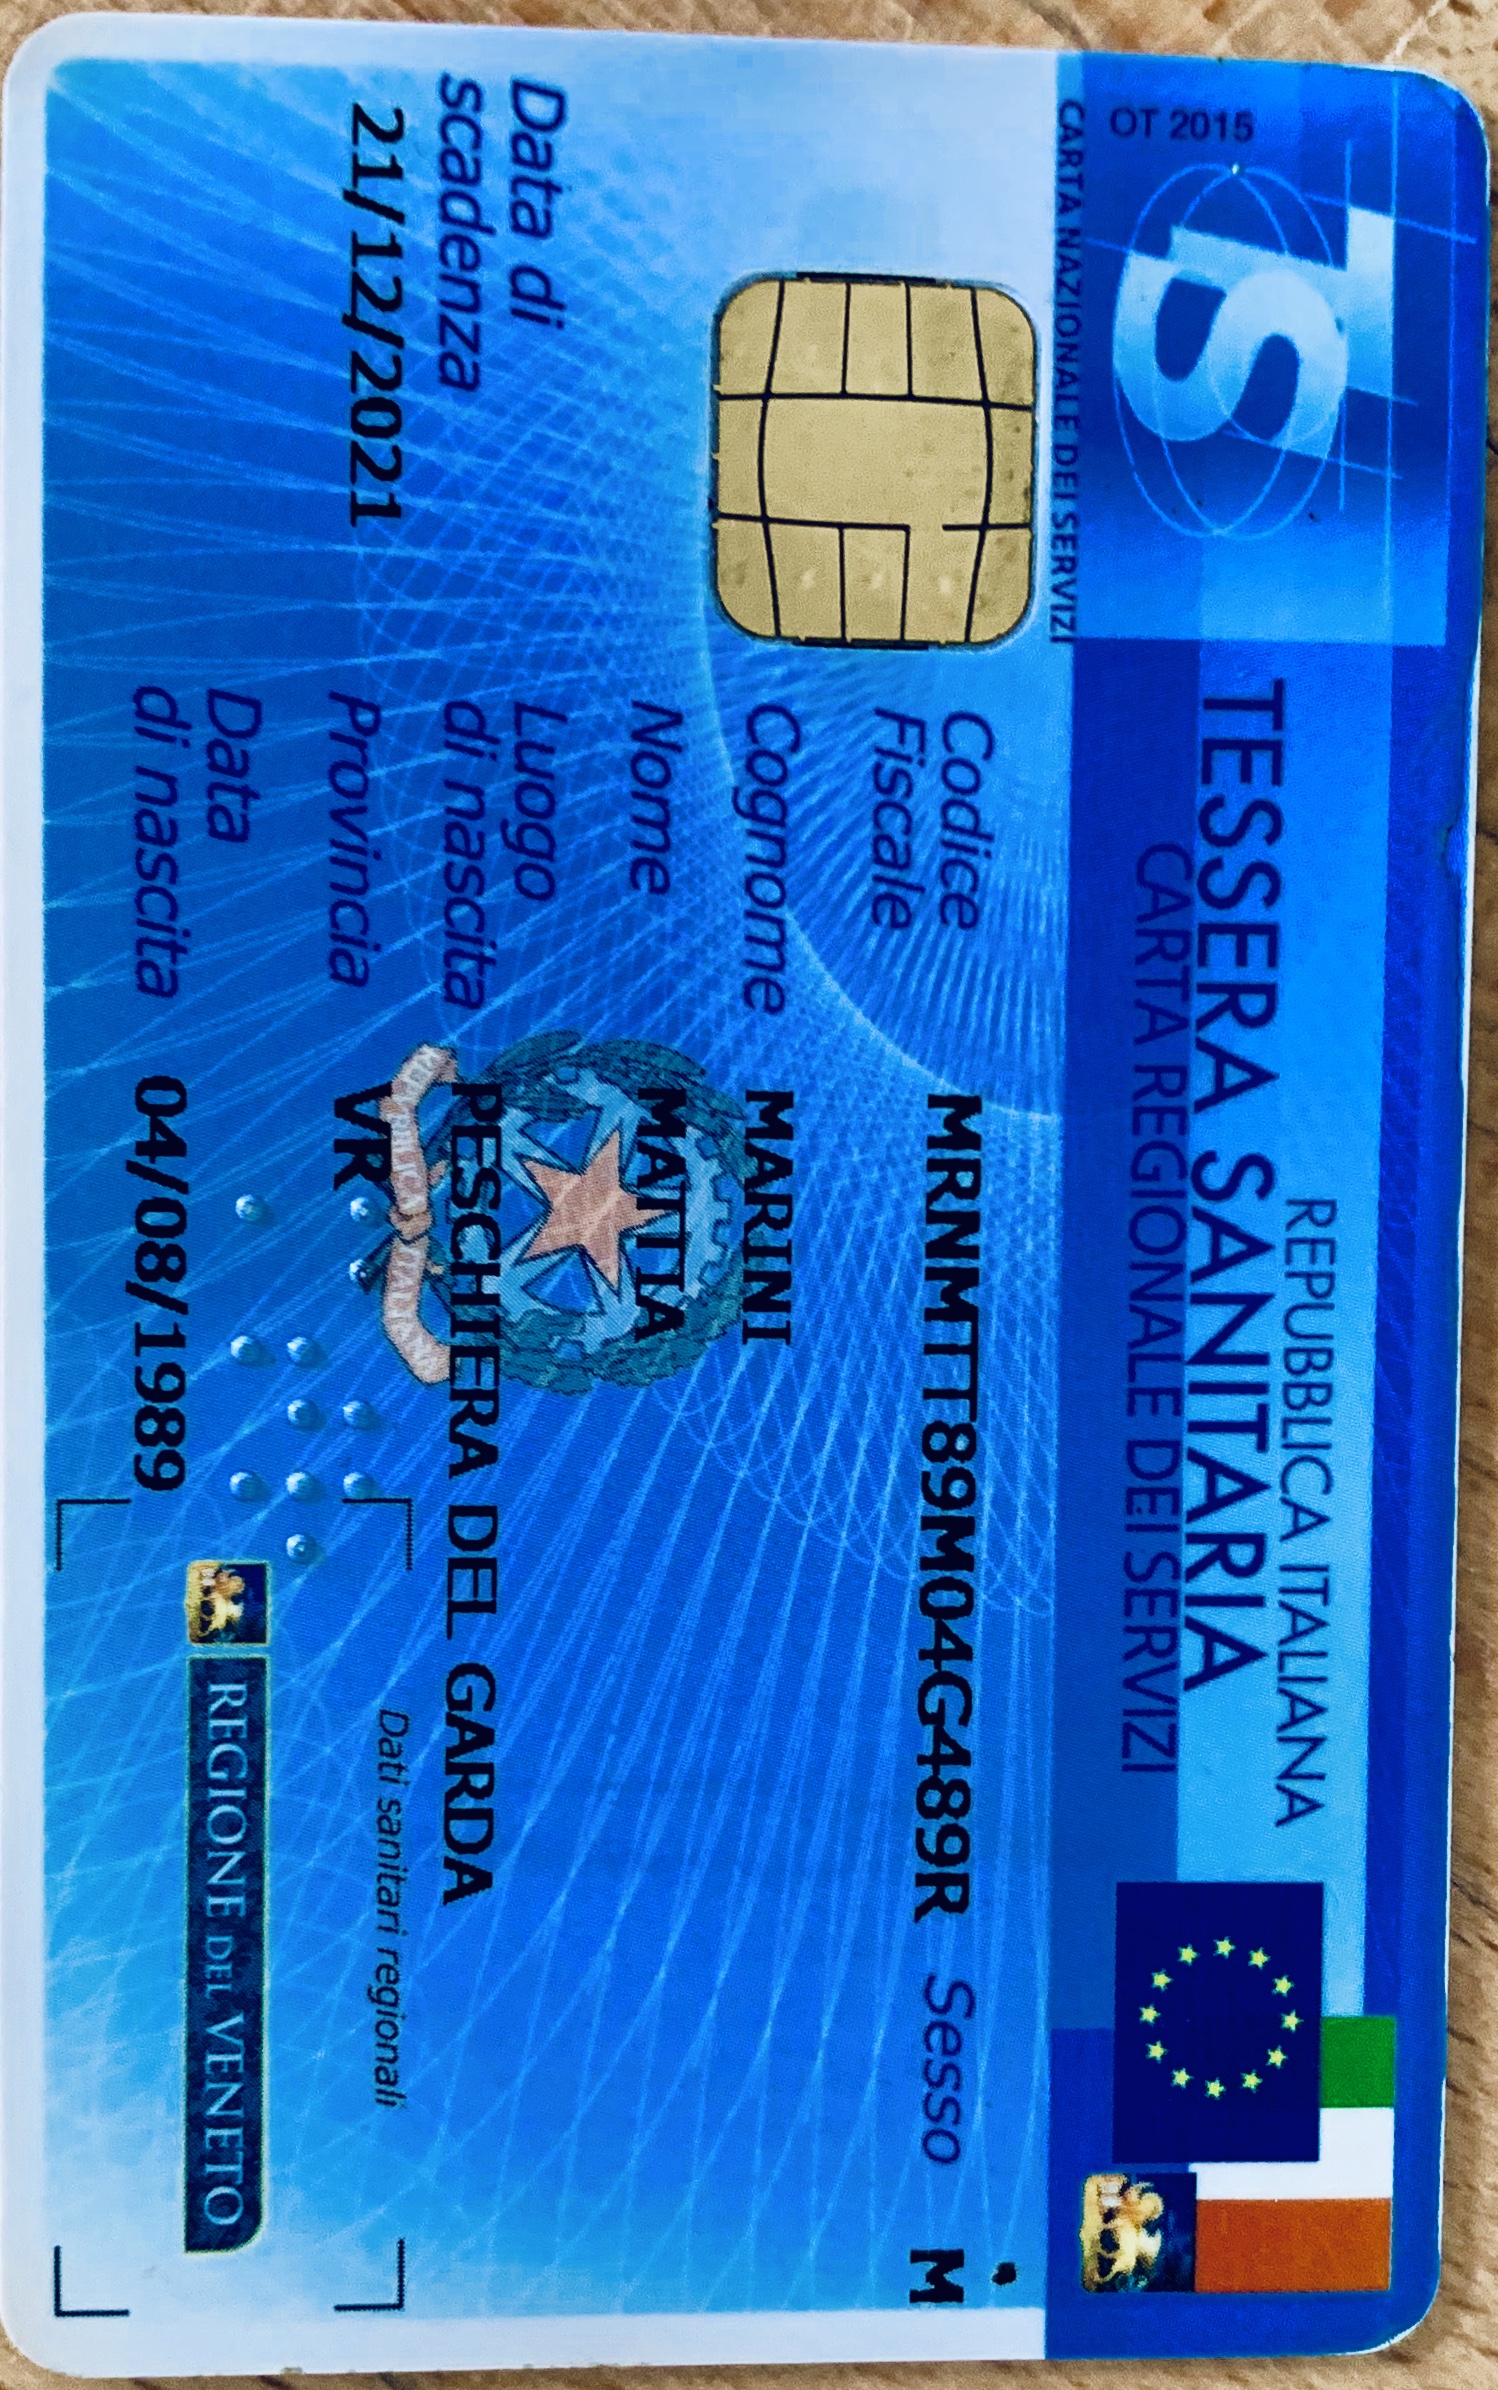 OT 2015
TS
CARTA NAZIONALE DEI SERVIZI
REPUBBLICA ITALIANA
TESSERA SANITARIA
CARTA REGIONALE DEI SERVIZI
Codice Fiscale MRNMTT89M04G489R Sesso M
Cognome MARINI
Nome MATTIA
Luogo di nascita PESCHIERA DEL GARDA
Provincia VR
Data di nascita 04/08/1989
Data di scadenza
21/12/2021
Dati sanitari regionali
REGIONE DEL VENETO